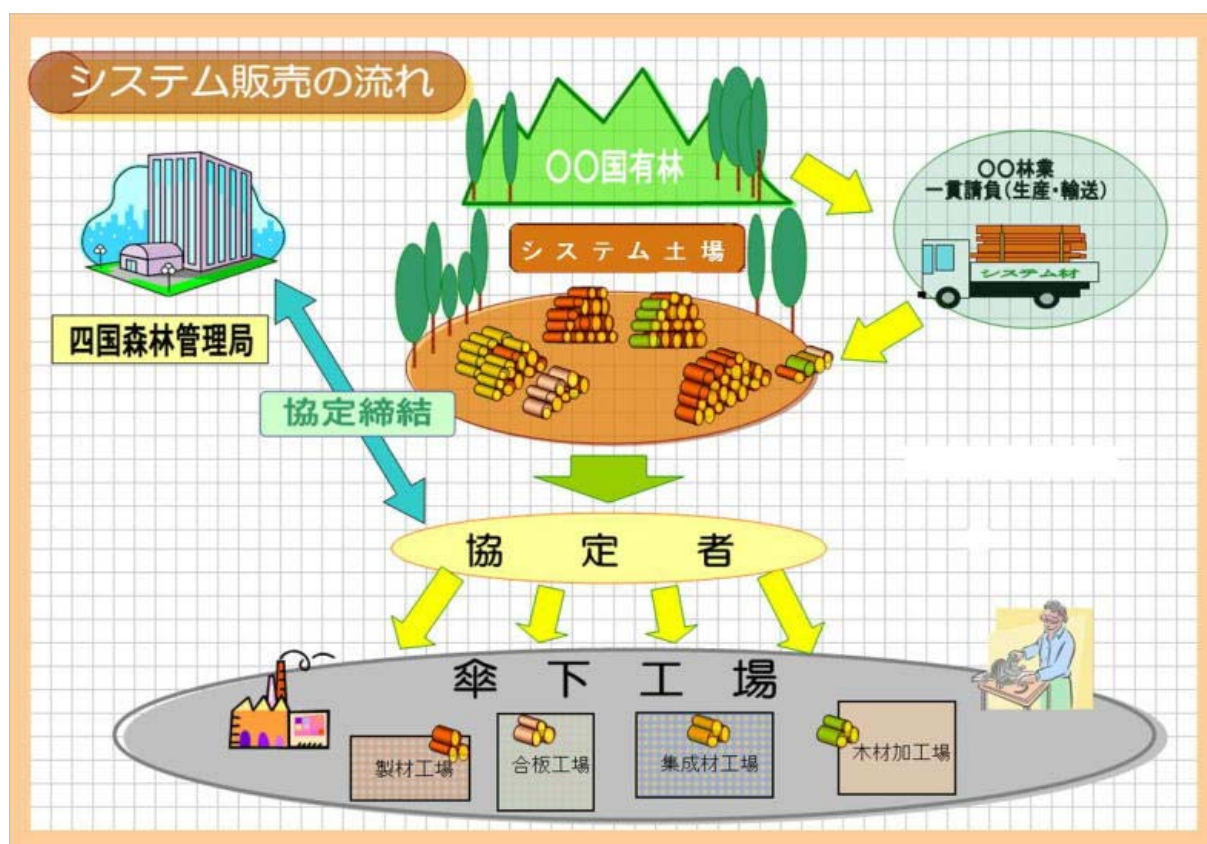 システム販売の流れ
〇〇国有林
〇〇林業
一貫請負(生産・輸送)
システム材
システム土場
四国森林管理局
協定締結
協定者
傘下工場
製材工場
合板工場
集成材工場
木材加工場